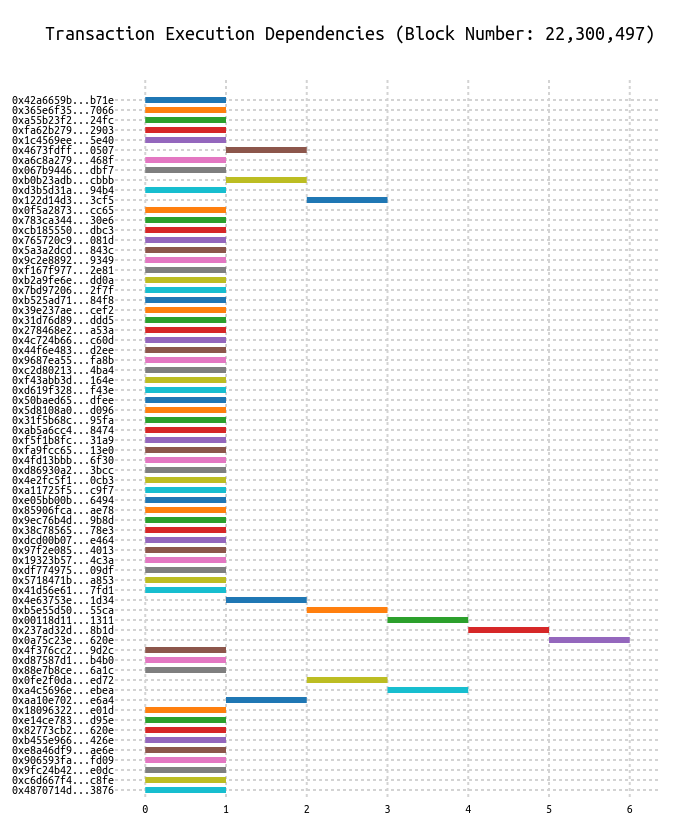 Transaction Execution Dependencies (Block Number: 22,300,497)
0x42a6659b...b71e
0x365e6f35...7066
0xa55b23f2...24fc
0xfa62b279...2903
0x1c4569ee...5e40
0x4673fdff...0507
0xa6c8a279...468f
0x067b9446...dbf7
0xb0b23adb...cbbb
0xd3b5d31a...94b4
0x122d14d3...3cf5
0x0f5a2873...cc65
0x783ca344...30e6
0xcb185550...dbc3
0x765720c9...081d
0x5a3a2dcd...843c
0x9c2e8892...9349
0xf167f977...2e81
0xb2a9fe6e...dd0a
0x7bd97206...2f7f
0xb525ad71...84f8
0x39e237ae...cef2
0x31d76d89...ddd5
0x278468e2...a53a
0x4c724b66...c60d
0x44f6e483...d2ee
0x9687ea55...fa8b
0xc2d80213...4ba4
0xf43abb3d...164e
0xd619f328...f43e
0x50baed65...dfee
0x5d8108a0...d096
0x31f5b68c...95fa
0xab5a6cc4...8474
0xf5f1b8fc...31a9
0xfa9fcc65...13e0
0x4fd13bbb...6f30
0xd86930a2...3bcc
0x4e2fc5f1...0cb3
0xa11725f5...c9f7
0xe05bb00b...6494
0x85906fca...ae78
0x9ec76b4d...9b8d
0x38c78565...78e3
0xdcd00b07...e464
0x97f2e085...4013
0x19323b57...4c3a
0xdf774975...09df
0x5718471b...a853
0x41d56e61...7fd1
0x4e63753e...1d34
0xb5e55d50...55ca
0x00118d11...1311
0x237ad32d...8b1d
0x0a75c23e...620e
0x4f376cc2...9d2c
0xd87587d1...b4b0
0x88e7b8ce...6a1c
0x0fe2f0da...ed72
0xa4c5696e...ebea
0xaa10e702...e6a4
0x18096322...e01d
0xe14ce783...d95e
0x82773cb2...620e
0xb455e966...426e
0xe8a46df9...ae6e
0x906593fa...fd09
0x9fc24b42...e0dc
0xc6d667f4...c8fe
0x4870714d...3876
0 1 2 3 4 5 6